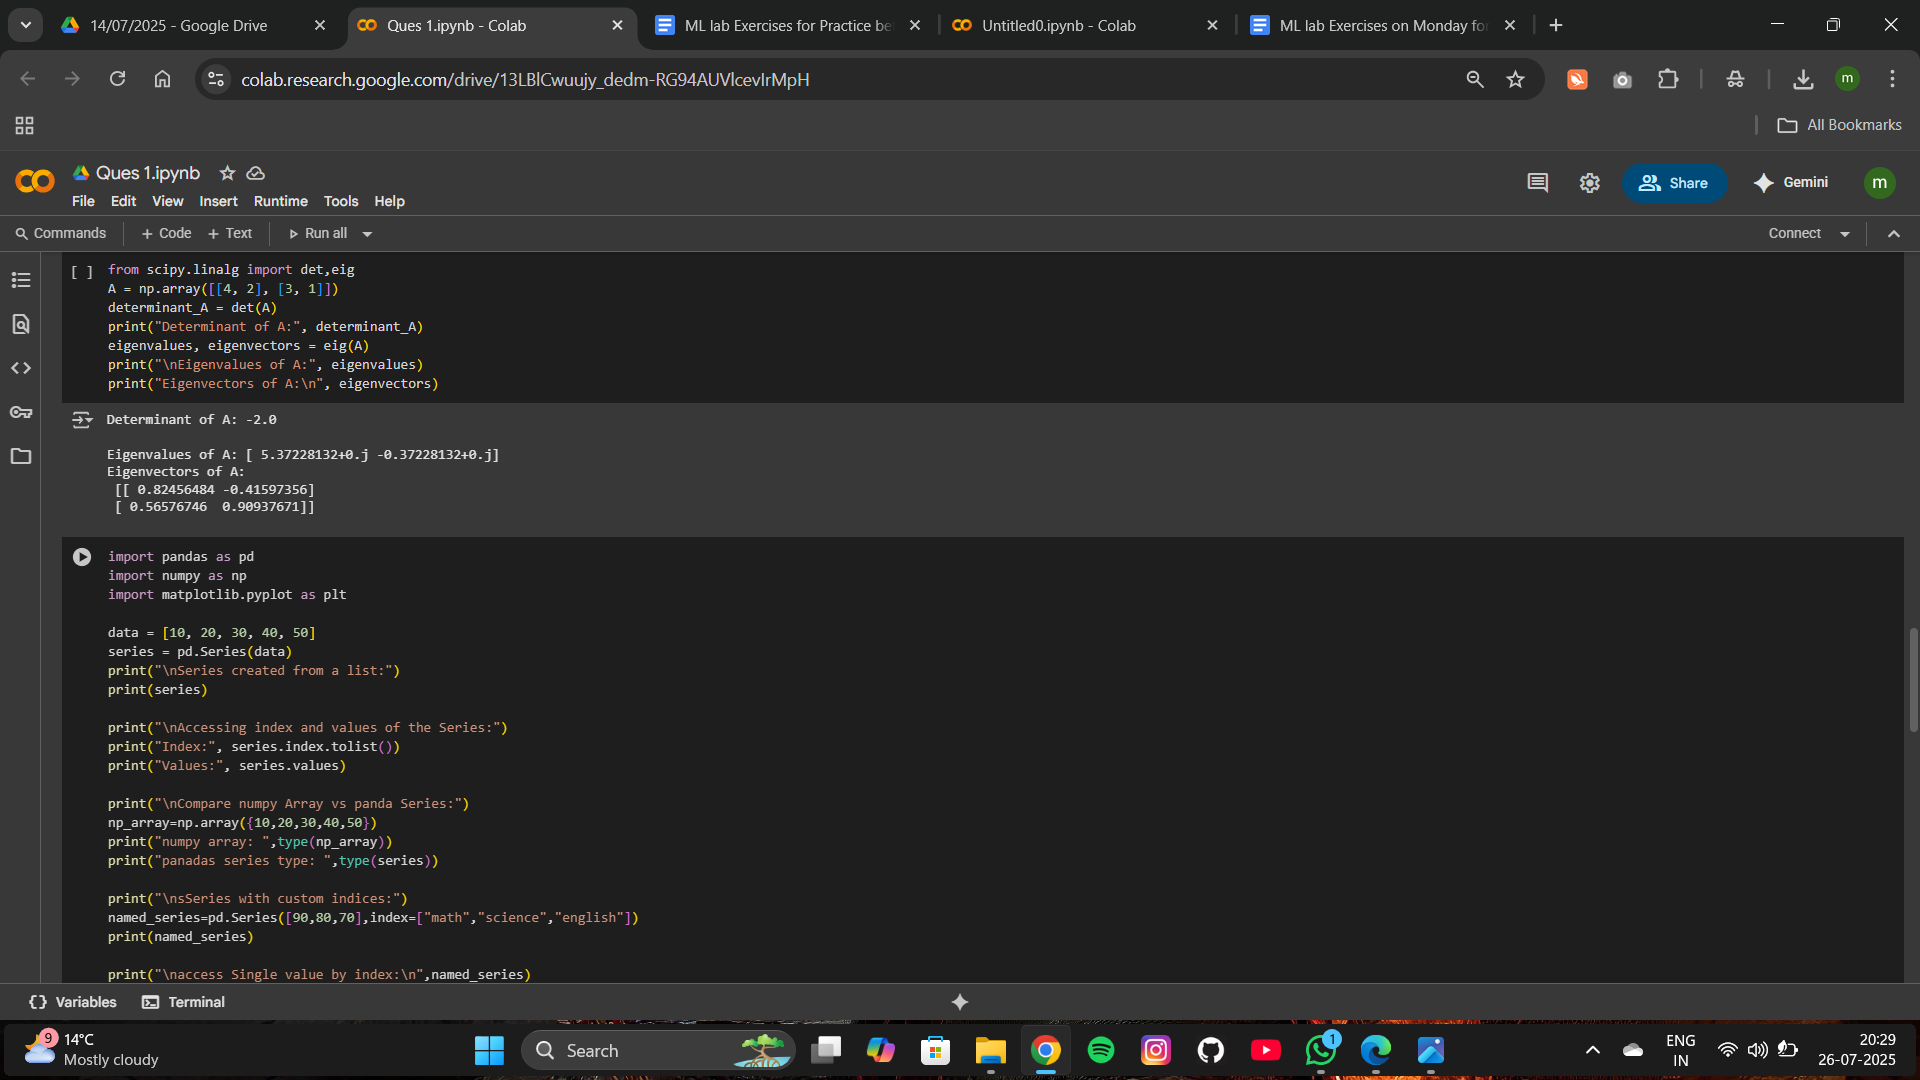 14/07/2025 - Google Drive
Ques 1.ipynb - Colab
ML lab Exercises for Practice be
Untitled0.ipynb - Colab
ML lab Exercises on Monday fo
colab.research.google.com/drive/13LBlCwuujy_dedm-RG94AUVlcevlrMpH
m
All Bookmarks
Ques 1.ipynb
File Edit View Insert Runtime Tools Help
Share
Gemini
m
Commands
+ Code + Text
Run all
Connect
[ ] from scipy.linalg import det,eig
A = np.array([[4, 2], [3, 1]])
determinant_A = det(A)
print("Determinant of A:", determinant_A)
eigenvalues, eigenvectors = eig(A)
print("\nEigenvalues of A:", eigenvalues)
print("Eigenvectors of A:\n", eigenvectors)
Determinant of A: -2.0
Eigenvalues of A: [ 5.37228132+0.j -0.37228132+0.j]
Eigenvectors of A:
[[ 0.82456484 -0.41597356]
[ 0.56576746  0.90937671]]
import pandas as pd
import numpy as np
import matplotlib.pyplot as plt
data = [10, 20, 30, 40, 50]
series = pd.Series(data)
print("\nSeries created from a list:")
print(series)
print("\nAccessing index and values of the Series:")
print("Index:", series.index.tolist())
print("Values:", series.values)
print("\nCompare numpy Array vs panda Series:")
np_array=np.array({10,20,30,40,50})
print("numpy array: ",type(np_array))
print("panadas series type: ",type(series))
print("\nsSeries with custom indices:")
named_series=pd.Series([90,80,70],index=["math","science","english"])
print(named_series)
print("\naccess Single value by index:\n",named_series)
Variables
Terminal
9
14°C
Mostly cloudy
Search
1
ENG
IN
20:29
26-07-2025